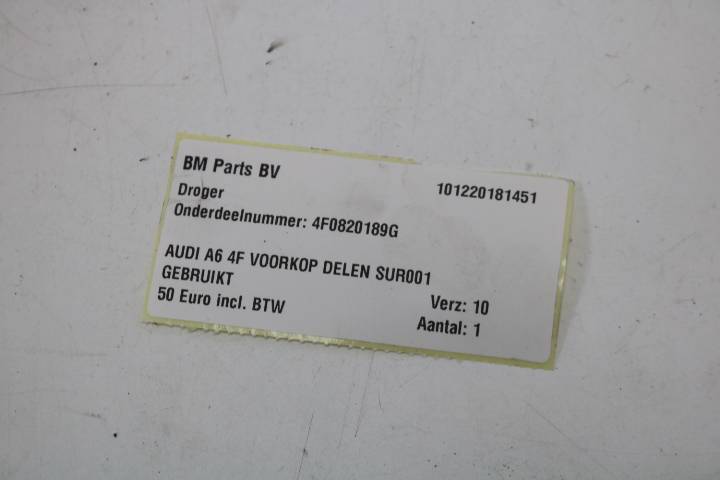 BM Parts BV 101220181451
Droger
Onderdeelnummer: 4F0820189G
AUDI A6 4F VOORKOP DELEN SUR001
GEBRUIKT Verz: 10
50 Euro incl. BTW Aantal: 1